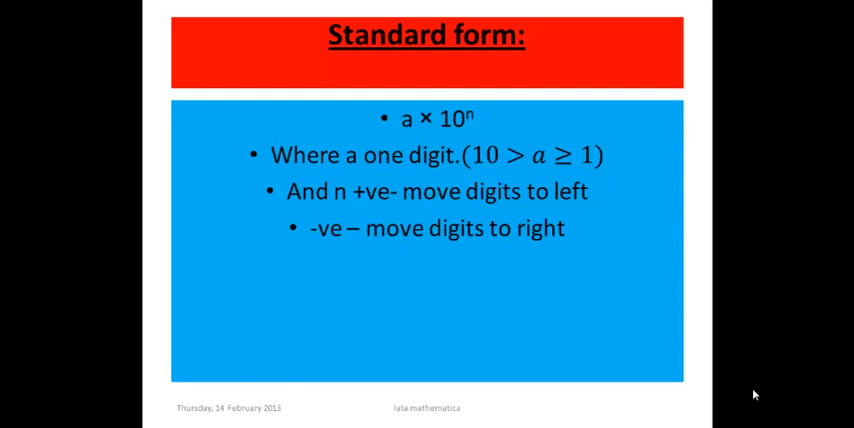 Standard form:
• a × 10ⁿ
• Where a one digit.(10 > a ≥ 1)
• And n +ve- move digits to left
• -ve – move digits to right
Thursday, 14 February 2013
lata mathematica